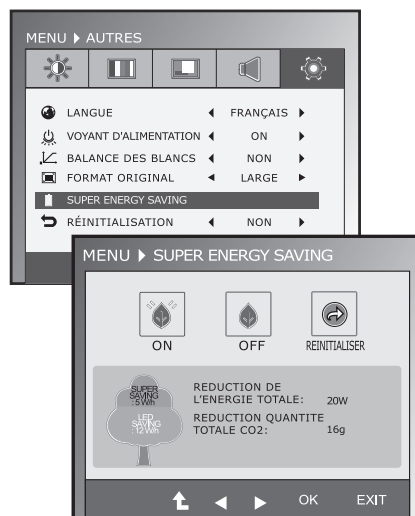 MENU ▶ AUTRES
LANGUE ◀ FRANÇAIS ▶
VOYANT D'ALIMENTATION ◀ ON ▶
BALANCE DES BLANCS ◀ NON ▶
FORMAT ORIGINAL ◀ LARGE ▶
SUPER ENERGY SAVING
RÉINITIALISATION ◀ NON ▶
MENU ▶ SUPER ENERGY SAVING
ON OFF REINITIALISER
SUPER
SAVING
: 5 W/h
LED
SAVING
: 12 W/h
REDUCTION DE
L'ENERGIE TOTALE: 20W
REDUCTION QUANTITE
TOTALE CO2: 16g
◀ ▶ OK EXIT